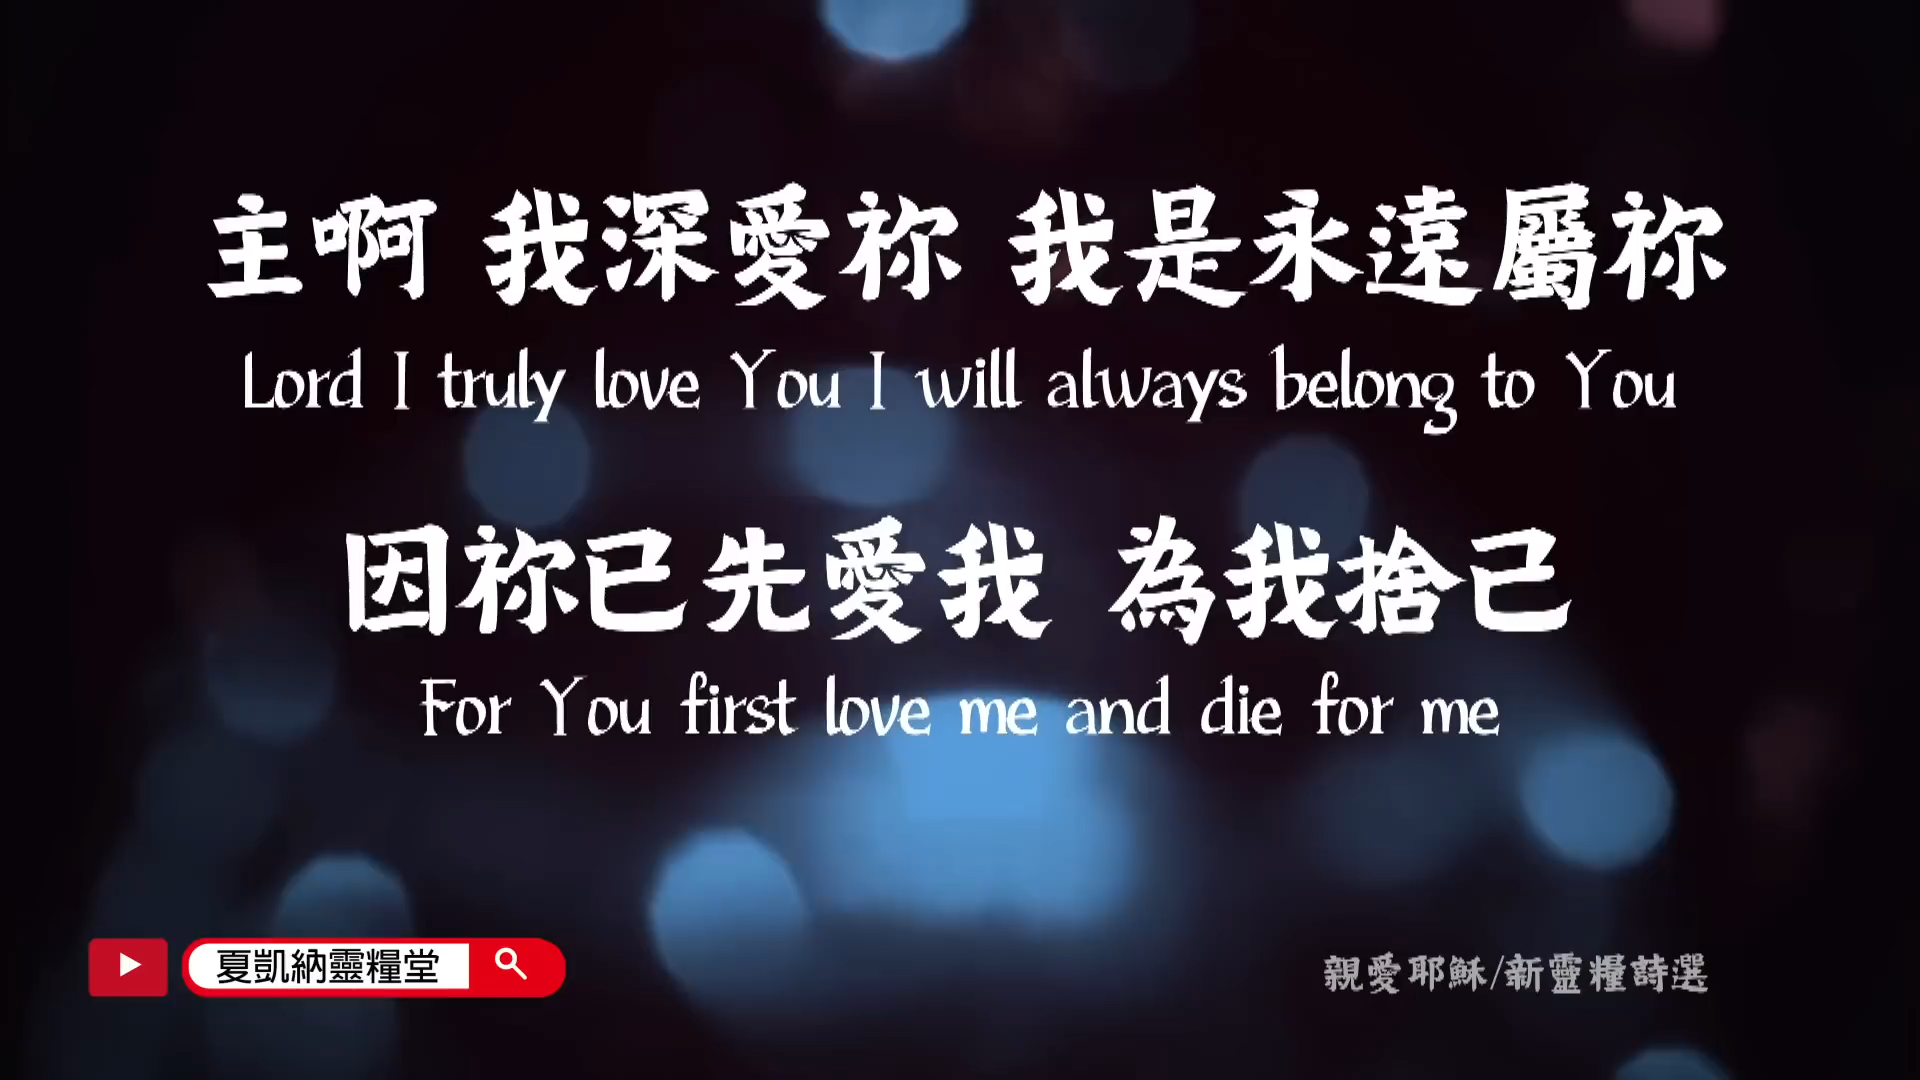 主啊 我深愛祢 我是永遠屬祢
Lord I truly love You I will always belong to You
因祢已先愛我 為我捨己
For You first love me and die for me
夏凱納靈糧堂
親愛耶穌/新靈糧詩選